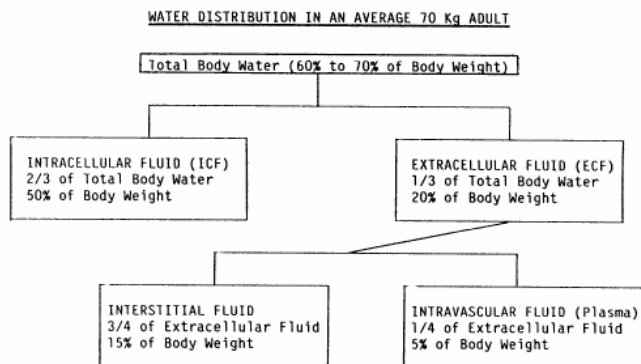 WATER DISTRIBUTION IN AN AVERAGE 70 Kg ADULT
Total Body Water (60% to 70% of Body Weight)
INTRACELLULAR FLUID (ICF)
2/3 of Total Body Water
50% of Body Weight
EXTRACELLULAR FLUID (ECF)
1/3 of Total Body Water
20% of Body Weight
INTERSTITIAL FLUID
3/4 of Extracellular Fluid
15% of Body Weight
INTRAVASCULAR FLUID (Plasma)
1/4 of Extracellular Fluid
5% of Body Weight